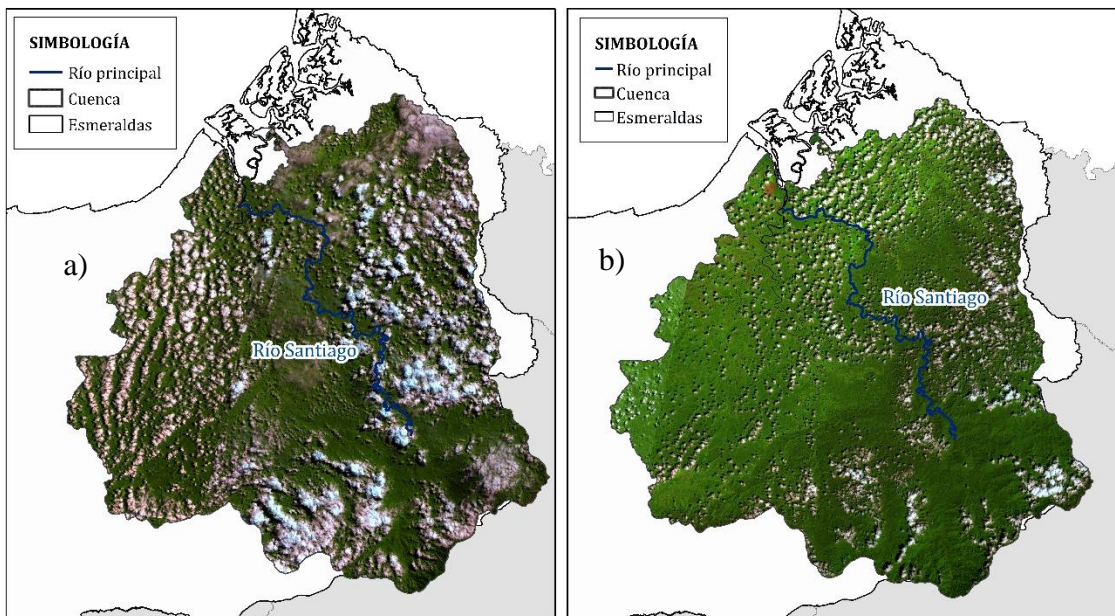 SIMBOLOGÍA
Río principal
Cuenca
Esmeraldas
a)
Río Santiago
SIMBOLOGÍA
Río principal
Cuenca
Esmeraldas
b)
Río Santiago